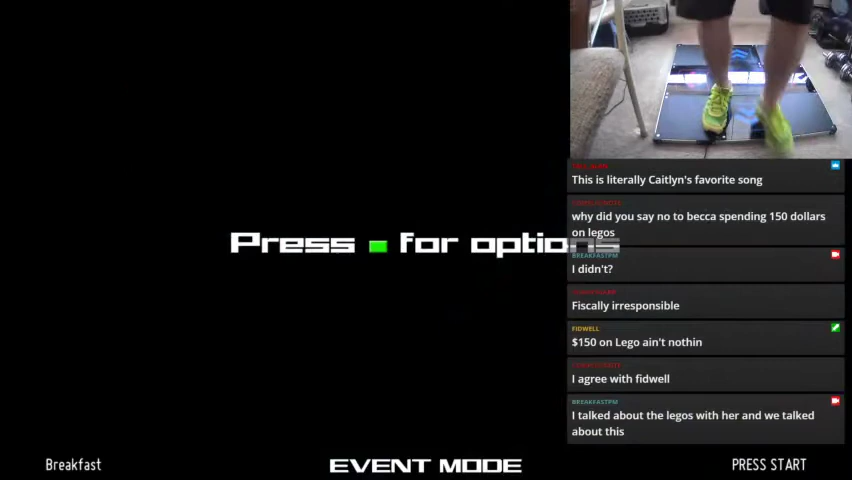 This is literally Caitlyn's favorite song
why did you say no to becca spending 150 dollars
on legos
BREAKFASTPM
I didn't?
Fiscally irresponsible
FIDWELL
$150 on Lego ain't nothin
I agree with fidwell
BREAKFASTPM
I talked about the legos with her and we talked
about this
Press for options
Breakfast
EVENT MODE
PRESS START